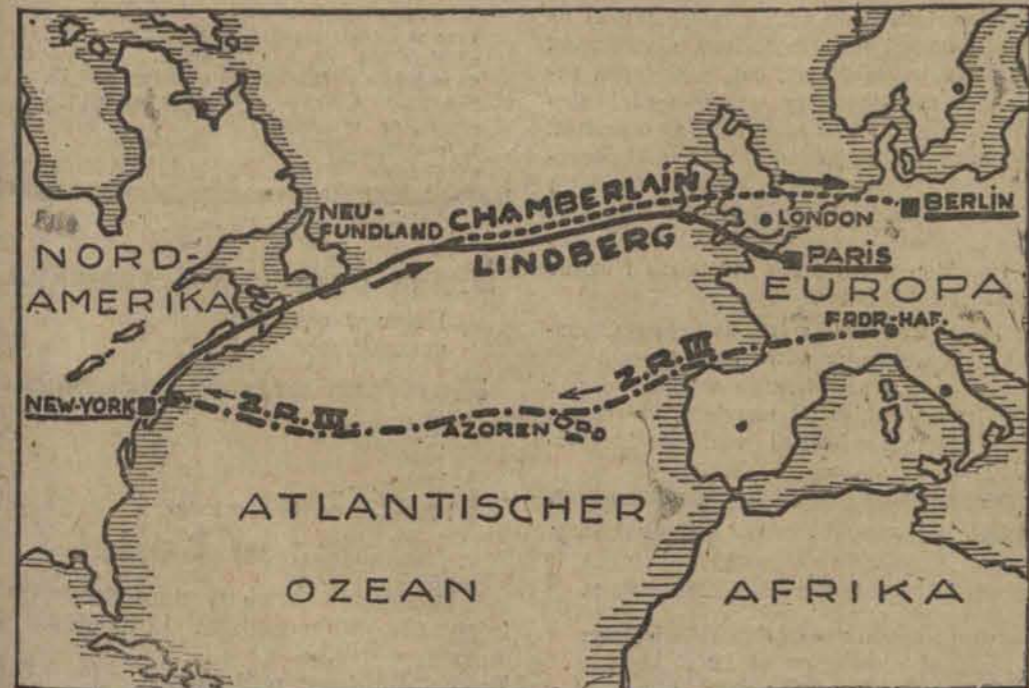 NEU-
FUNDLAND
CHAMBERLAIN
LINDBERG
LONDON
BERLIN
PARIS
NORD-
AMERIKA
EUROPA
FRDR-HAF.
Z.R.III
Z.R.III.
NEW-YORK
AZOREN
ATLANTISCHER
OZEAN
AFRIKA